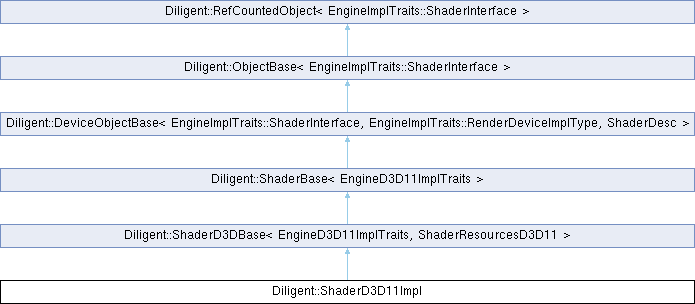 Diligent::RefCountedObject< EngineImplTraits::ShaderInterface >
Diligent::ObjectBase< EngineImplTraits::ShaderInterface >
Diligent::DeviceObjectBase< EngineImplTraits::ShaderInterface, EngineImplTraits::RenderDeviceImplType, ShaderDesc >
Diligent::ShaderBase< EngineD3D11ImplTraits >
Diligent::ShaderD3DBase< EngineD3D11ImplTraits, ShaderResourcesD3D11 >
Diligent::ShaderD3D11Impl